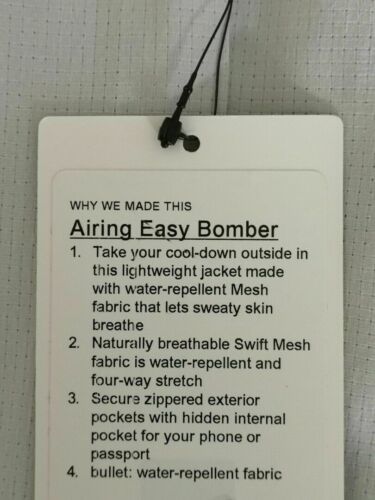 WHY WE MADE THIS
Airing Easy Bomber
1. Take your cool-down outside in
this lightweight jacket made
with water-repellent Mesh
fabric that lets sweaty skin
breathe
2. Naturally breathable Swift Mesh
fabric is water-repellent and
four-way stretch
3. Secure zippered exterior
pockets with hidden internal
pocket for your phone or
passport
4. bullet: water-repellent fabric